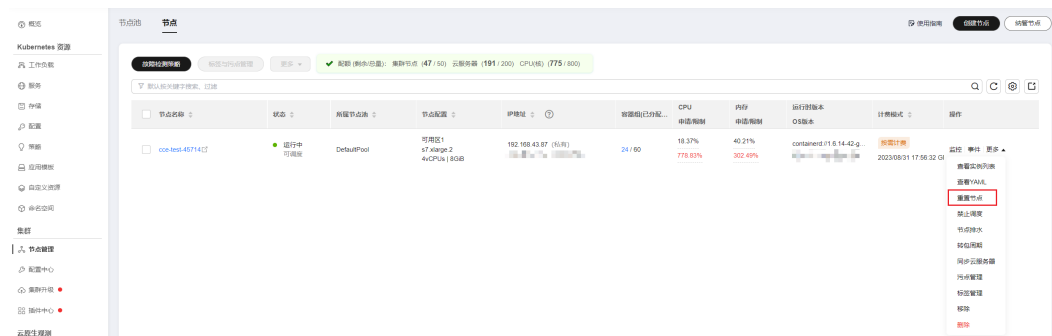 概览
Kubernetes 资源
工作负载
服务
存储
配置
策略
应用模板
自定义资源
命名空间
集群
节点管理
配置中心
集群升级
插件中心
云原生观测
节点池 节点
使用指南 创建节点 纳管节点
故障检测策略 标签与污点管理 更多 配额 (剩余/总量): 集群节点 (47 / 50) 云服务器 (191 / 200) CPU(核) (775 / 800)
默认按关键字搜索、过滤
节点名称 状态 所属节点池 节点配置 IP地址 容器组(已分配... CPU 申请/限制 内存 申请/限制 运行时版本 OS版本 计费模式 操作
cce-test-45714 运行中 可调度 DefaultPool 可用区1 s7.xlarge.2 4vCPUs | 8GiB 192.168.43.87 (私有) 24 / 60 18.37% 778.83% 40.21% 302.49% containerd://1.6.14-42-g... 按需计费 2023/08/31 17:56:32 GI 监控 事件 更多
查看实例列表
查看YAML
重置节点
禁止调度
节点排水
转包周期
同步云服务器
污点管理
标签管理
移除
删除